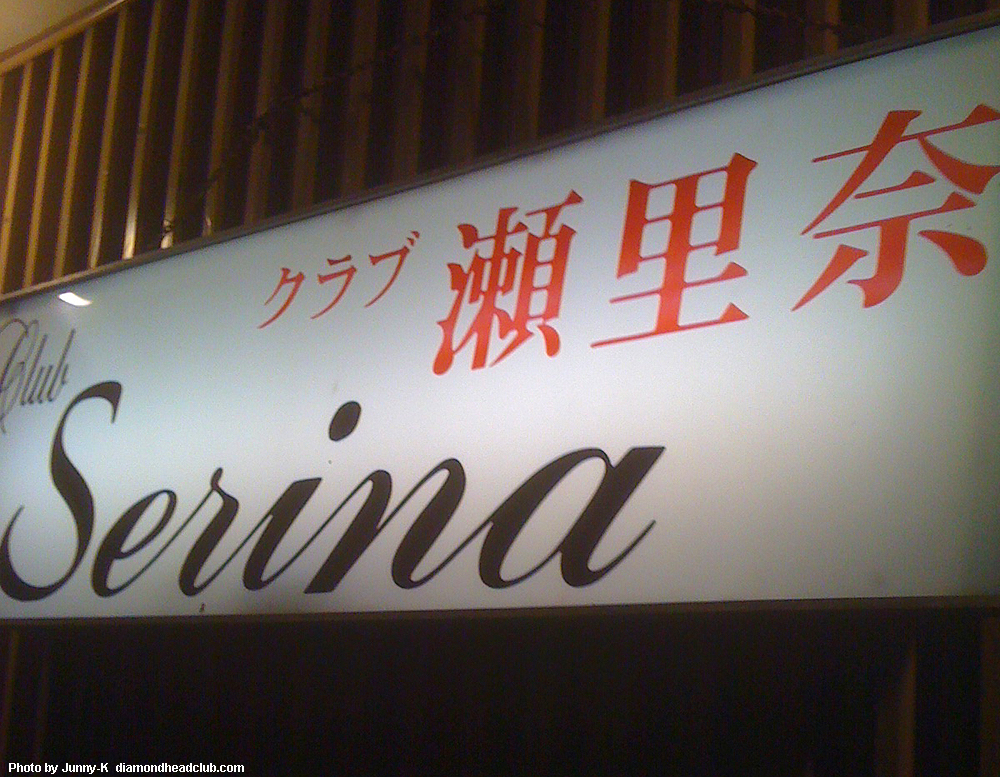 クラブ 瀬里奈
Club
Serina
Photo by Junny-K diamondheadclub.com